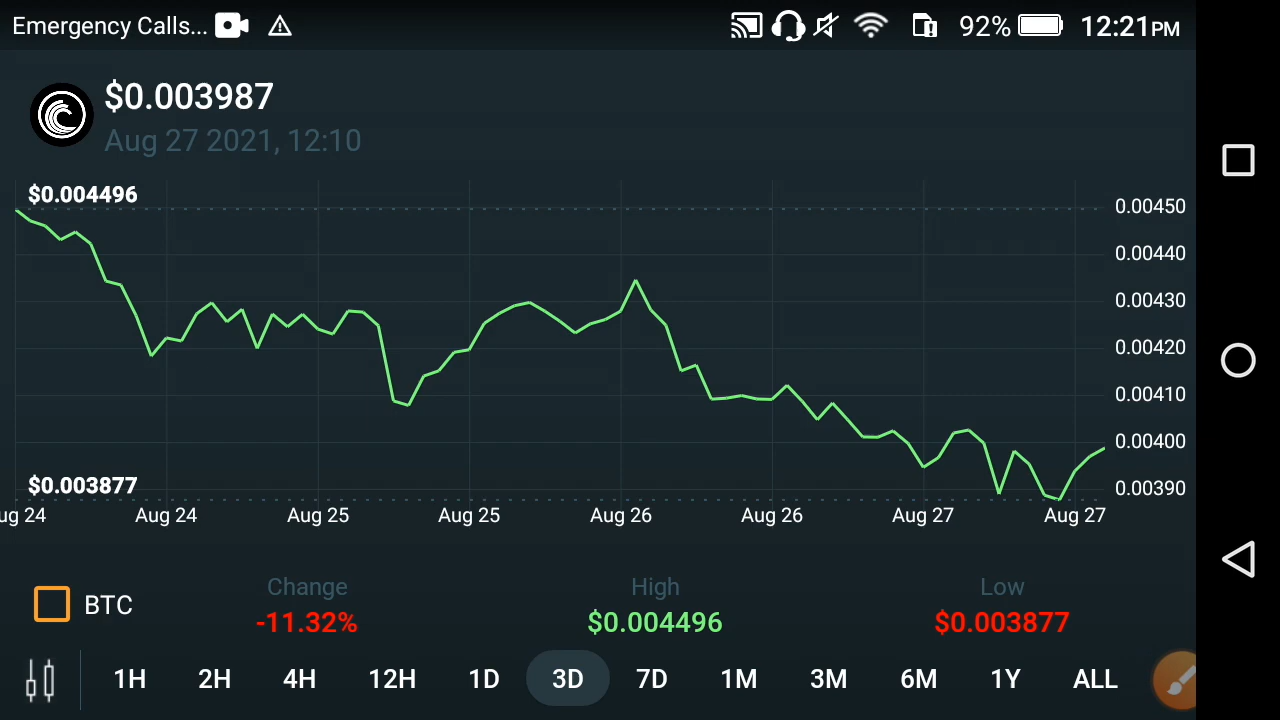 Emergency Calls... 92% 12:21PM
$0.003987
Aug 27 2021, 12:10
$0.004496
0.00450
0.00440
0.00430
0.00420
0.00410
0.00400
0.00390
$0.003877
ug 24 Aug 24 Aug 25 Aug 25 Aug 26 Aug 26 Aug 27 Aug 27
BTC
Change High Low
-11.32% $0.004496 $0.003877
1H 2H 4H 12H 1D 3D 7D 1M 3M 6M 1Y ALL